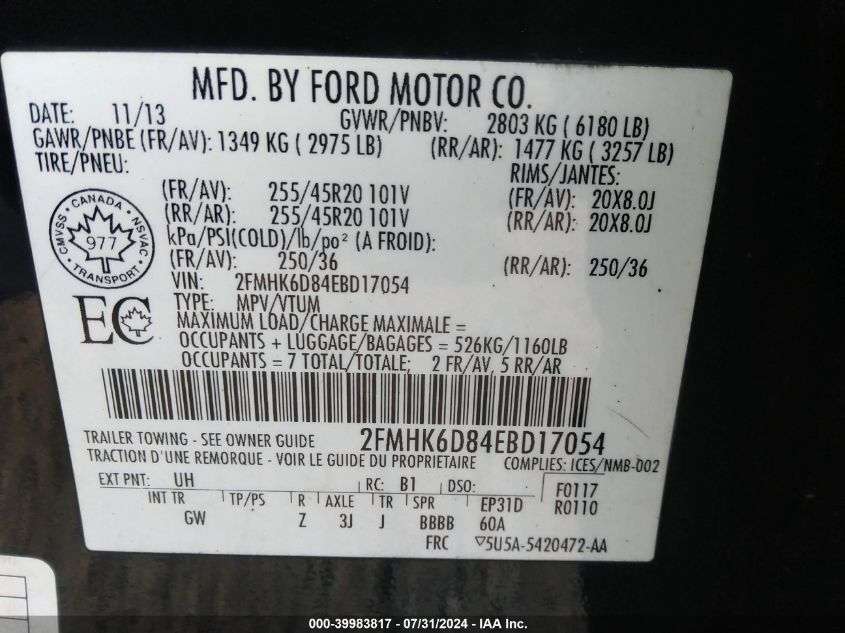 MFD. BY FORD MOTOR CO.
DATE: 11/13 GVWR/PNBV: 2803 KG ( 6180 LB)
GAWR/PNBE (FR/AV): 1349 KG ( 2975 LB) (RR/AR): 1477 KG ( 3257 LB)
TIRE/PNEU: RIMS/JANTES:
(FR/AV): 255/45R20 101V (FR/AV): 20X8.0J
(RR/AR): 255/45R20 101V (RR/AR): 20X8.0J
kPa/PSI(COLD)/lb/po² (A FROID):
(FR/AV): 250/36 (RR/AR): 250/36
VIN: 2FMHK6D84EBD17054
TYPE: MPV/VTUM
MAXIMUM LOAD/CHARGE MAXIMALE =
OCCUPANTS + LUGGAGE/BAGAGES = 526KG/1160LB
OCCUPANTS = 7 TOTAL/TOTALE; 2 FR/AV, 5 RR/AR
CMVSS · CANADA · NSVAC
977
TRANSPORT
EC
TRAILER TOWING - SEE OWNER GUIDE 2FMHK6D84EBD17054
TRACTION D'UNE REMORQUE - VOIR LE GUIDE DU PROPRIETAIRE COMPLIES: ICES/NMB-002
EXT PNT: UH RC: B1 DSO: F0117
INT TR TP/PS R AXLE TR SPR EP31D R0110
GW Z 3J J BBBB 60A
FRC ▽5U5A-5420472-AA
000-39983817 - 07/31/2024 - IAA Inc.